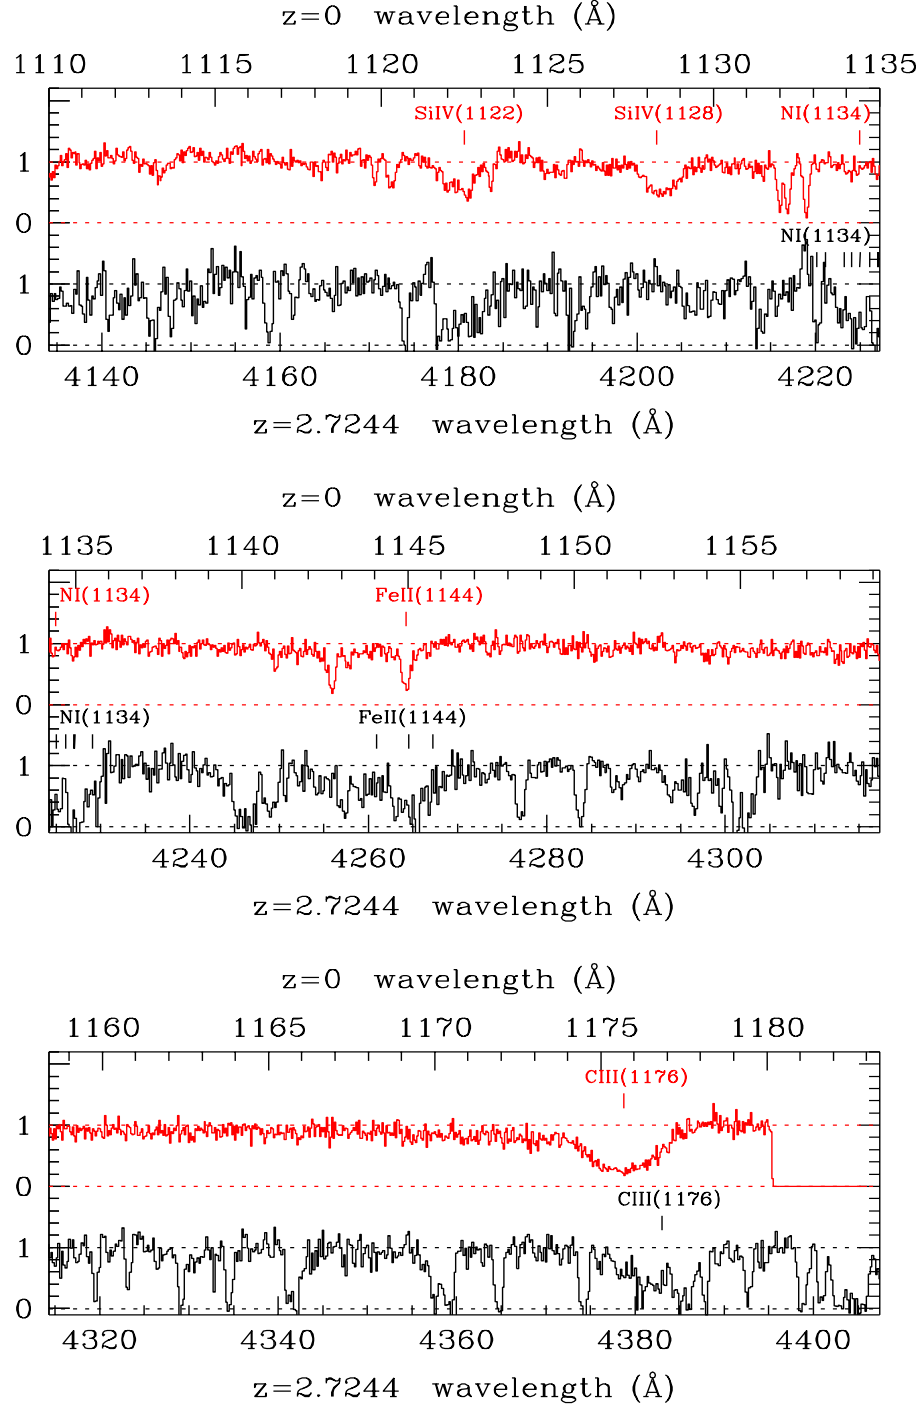 z=0 wavelength (Å)
1110 1115 1120 1125 1130 1135
SiIV(1122) SiIV(1128) NI(1134)
1
0
NI(1134)
1
0
4140 4160 4180 4200 4220
z=2.7244 wavelength (Å)
z=0 wavelength (Å)
1135 1140 1145 1150 1155
NI(1134) FeII(1144)
1
0
NI(1134) FeII(1144)
1
0
4240 4260 4280 4300
z=2.7244 wavelength (Å)
z=0 wavelength (Å)
1160 1165 1170 1175 1180
CIII(1176)
1
0
CIII(1176)
1
0
4320 4340 4360 4380 4400
z=2.7244 wavelength (Å)